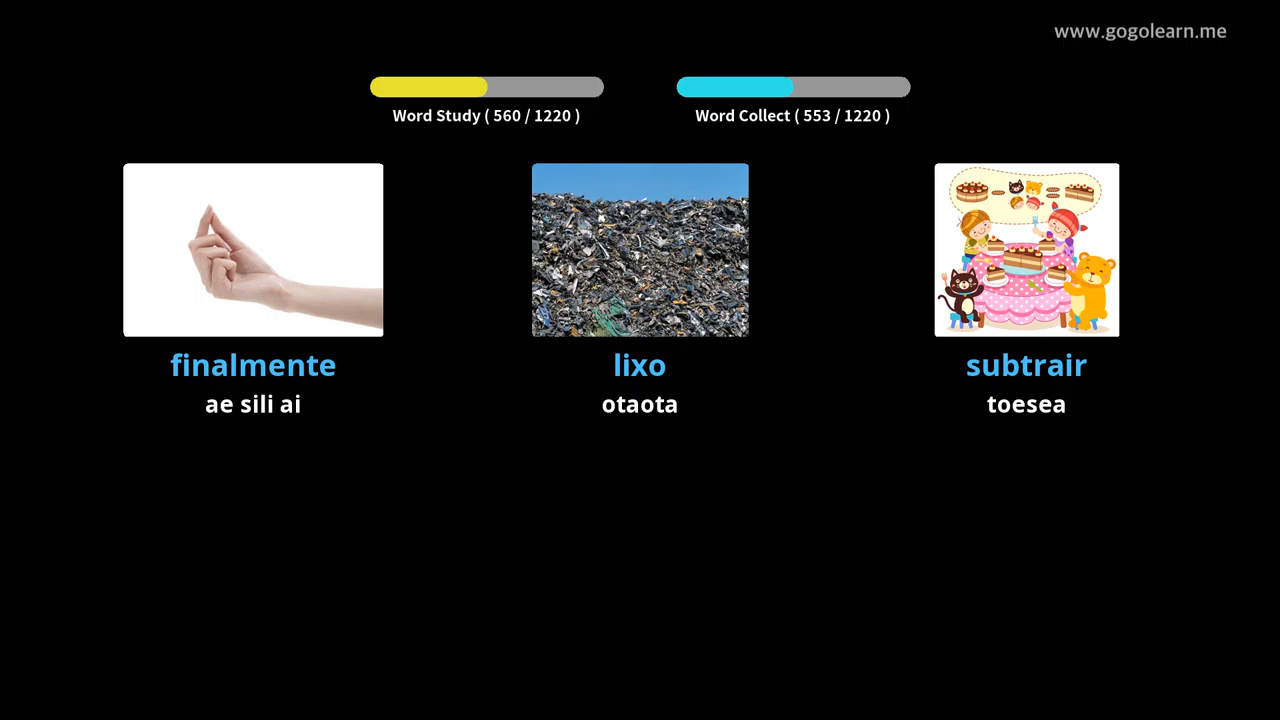 www.gogolearn.me
Word Study ( 560 / 1220 )
Word Collect ( 553 / 1220 )
finalmente
ae sili ai
lixo
otaota
subtrair
toesea